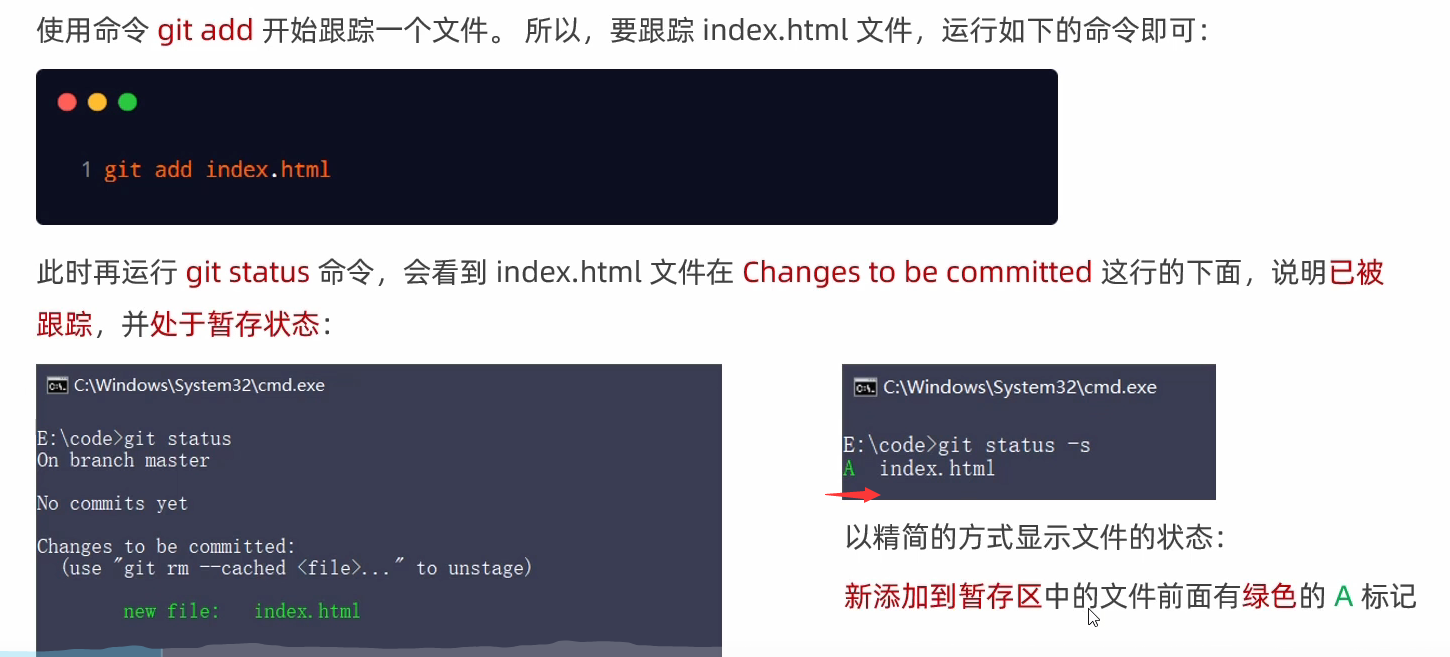 使用命令 git add 开始跟踪一个文件。 所以，要跟踪 index.html 文件，运行如下的命令即可：
1 git add index.html
此时再运行 git status 命令，会看到 index.html 文件在 Changes to be committed 这行的下面，说明已被
跟踪，并处于暂存状态：
C:\Windows\System32\cmd.exe
E:\code>git status
On branch master
No commits yet
Changes to be committed:
(use "git rm --cached <file>..." to unstage)
new file: index.html
C:\Windows\System32\cmd.exe
E:\code>git status -s
A index.html
以精简的方式显示文件的状态：
新添加到暂存区中的文件前面有绿色的 A 标记